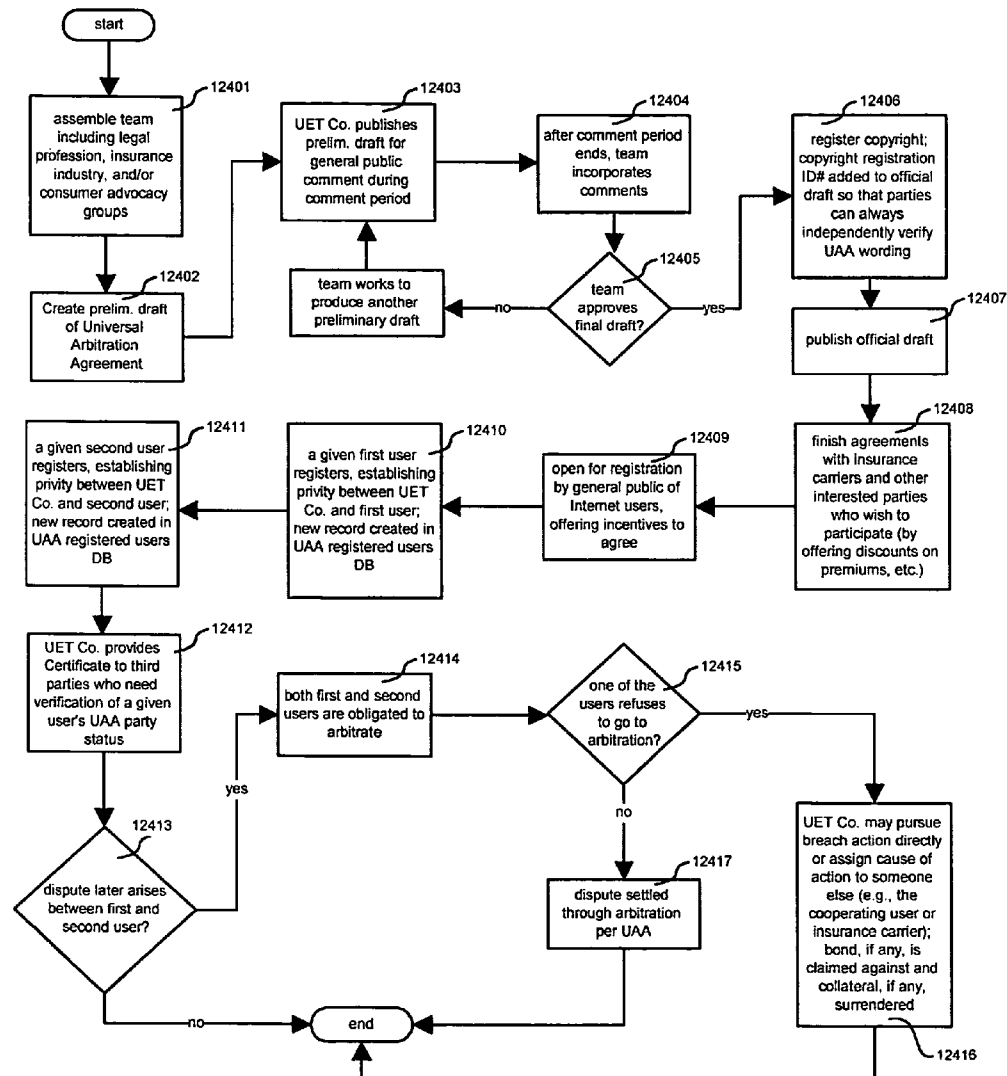 start
12401
assemble team
including legal
profession, insurance
industry, and/or
consumer advocacy
groups
12402
Create prelim. draft
of Universal
Arbitration
Agreement
12403
UET Co. publishes
prelim. draft for
general public
comment during
comment period
12404
after comment period
ends, team
incorporates
comments
12405
team
approves
final draft?
no
team works to
produce another
preliminary draft
yes
12406
register copyright;
copyright registration
ID# added to official
draft so that parties
can always
independently verify
UAA wording
12407
publish official draft
12408
finish agreements
with insurance
carriers and other
interested parties
who wish to
participate (by
offering discounts on
premiums, etc.)
12409
open for registration
by general public of
Internet users,
offering incentives to
agree
12410
a given first user
registers, establishing
privity between UET
Co. and first user;
new record created in
UAA registered users
DB
12411
a given second user
registers, establishing
privity between UET
Co. and second user;
new record created in
UAA registered users
DB
12412
UET Co. provides
Certificate to third
parties who need
verification of a given
user's UAA party
status
12413
dispute later arises
between first and
second user?
yes
no
12414
both first and second
users are obligated to
arbitrate
12415
one of the
users refuses
to go to
arbitration?
yes
no
12417
dispute settled
through arbitration
per UAA
UET Co. may pursue
breach action directly
or assign cause of
action to someone
else (e.g., the
cooperating user or
insurance carrier);
bond, if any, is
claimed against and
collateral, if any,
surrendered
12416
end